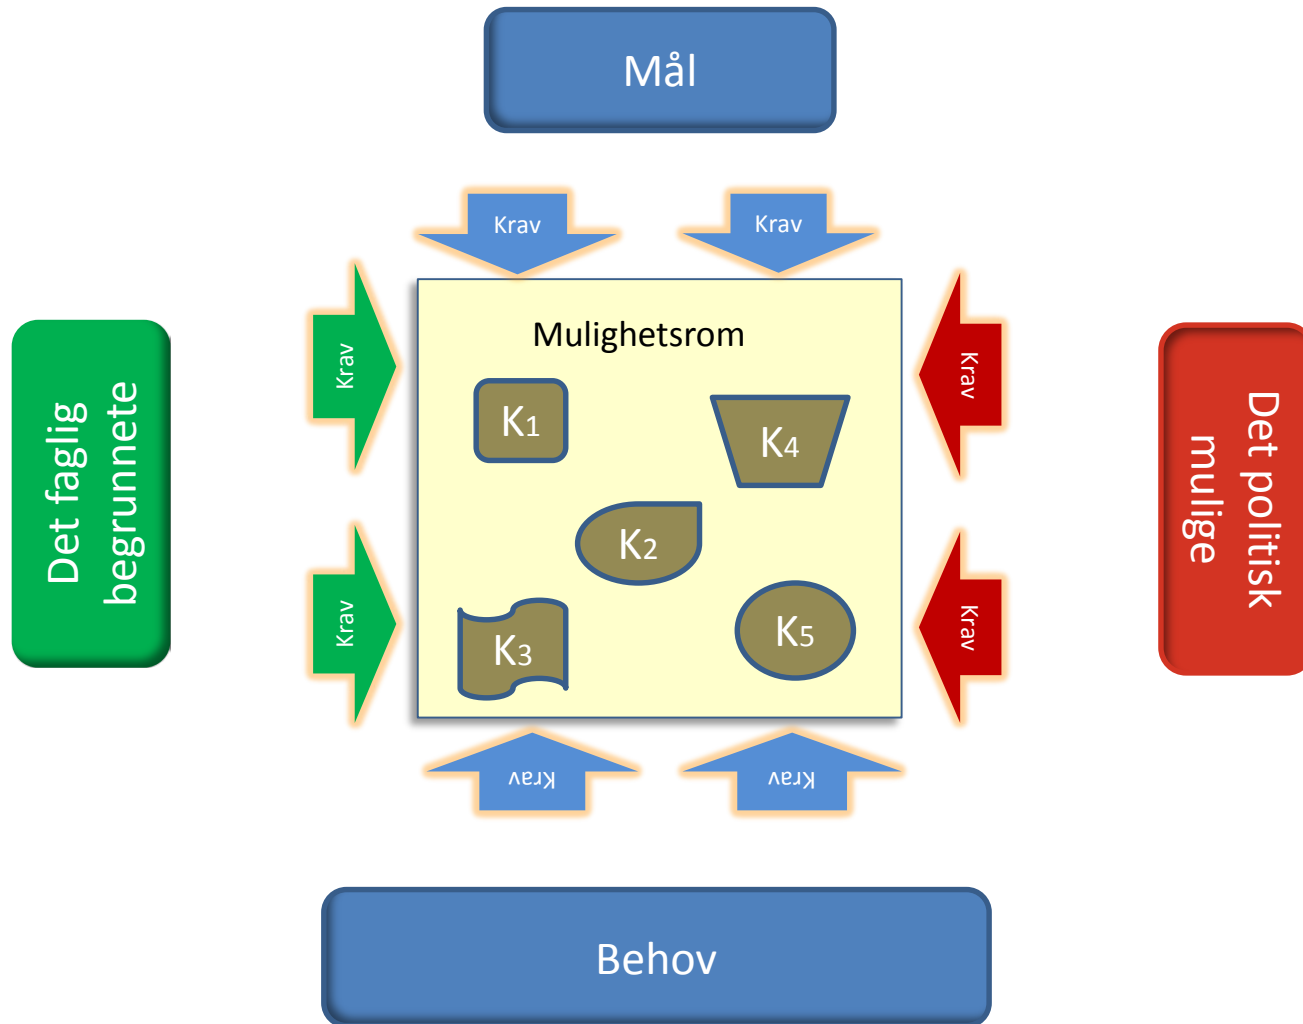 Mål
Krav
Krav
Krav
Krav
Mulighetsrom
K1
K4
K2
K3
K5
Det faglig
begrunnete
Krav
Krav
Det politisk
mulige
Krav
Krav
Behov